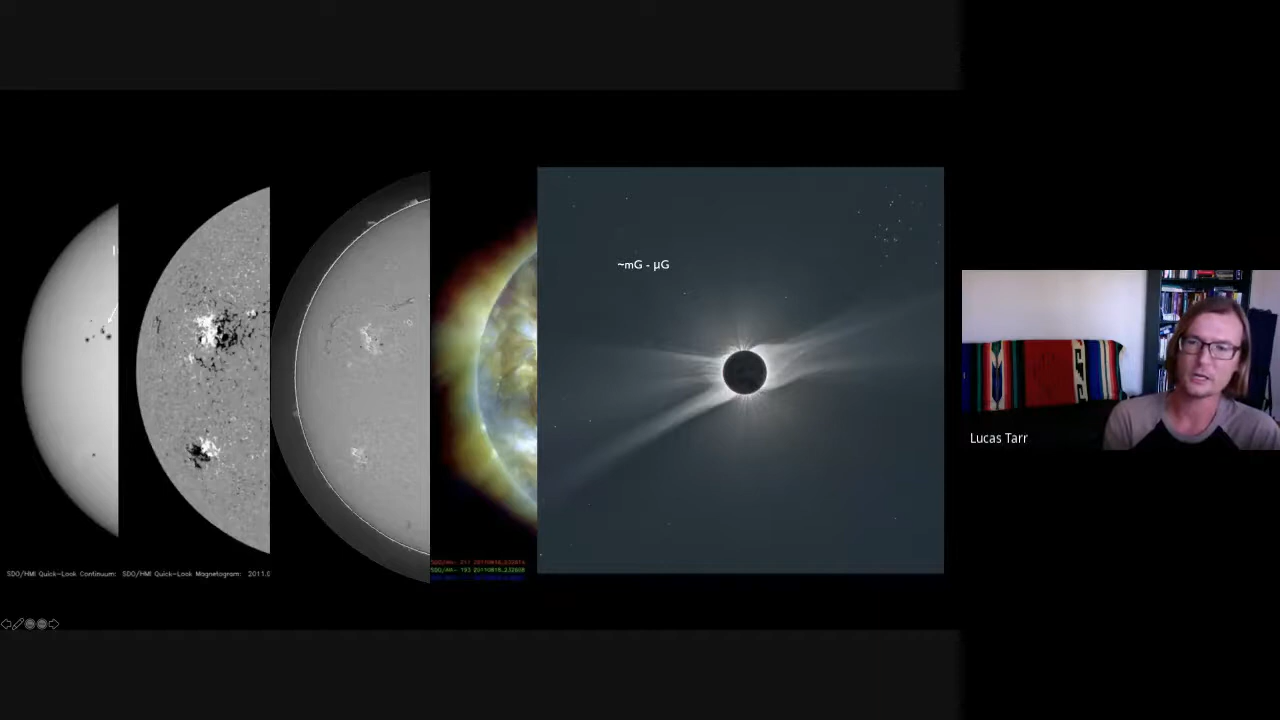 ~mG - µG
Lucas Tarr
SDO/HMI Quick-Look Continuum:
SDO/HMI Quick-Look Magnetogram: 2011.0